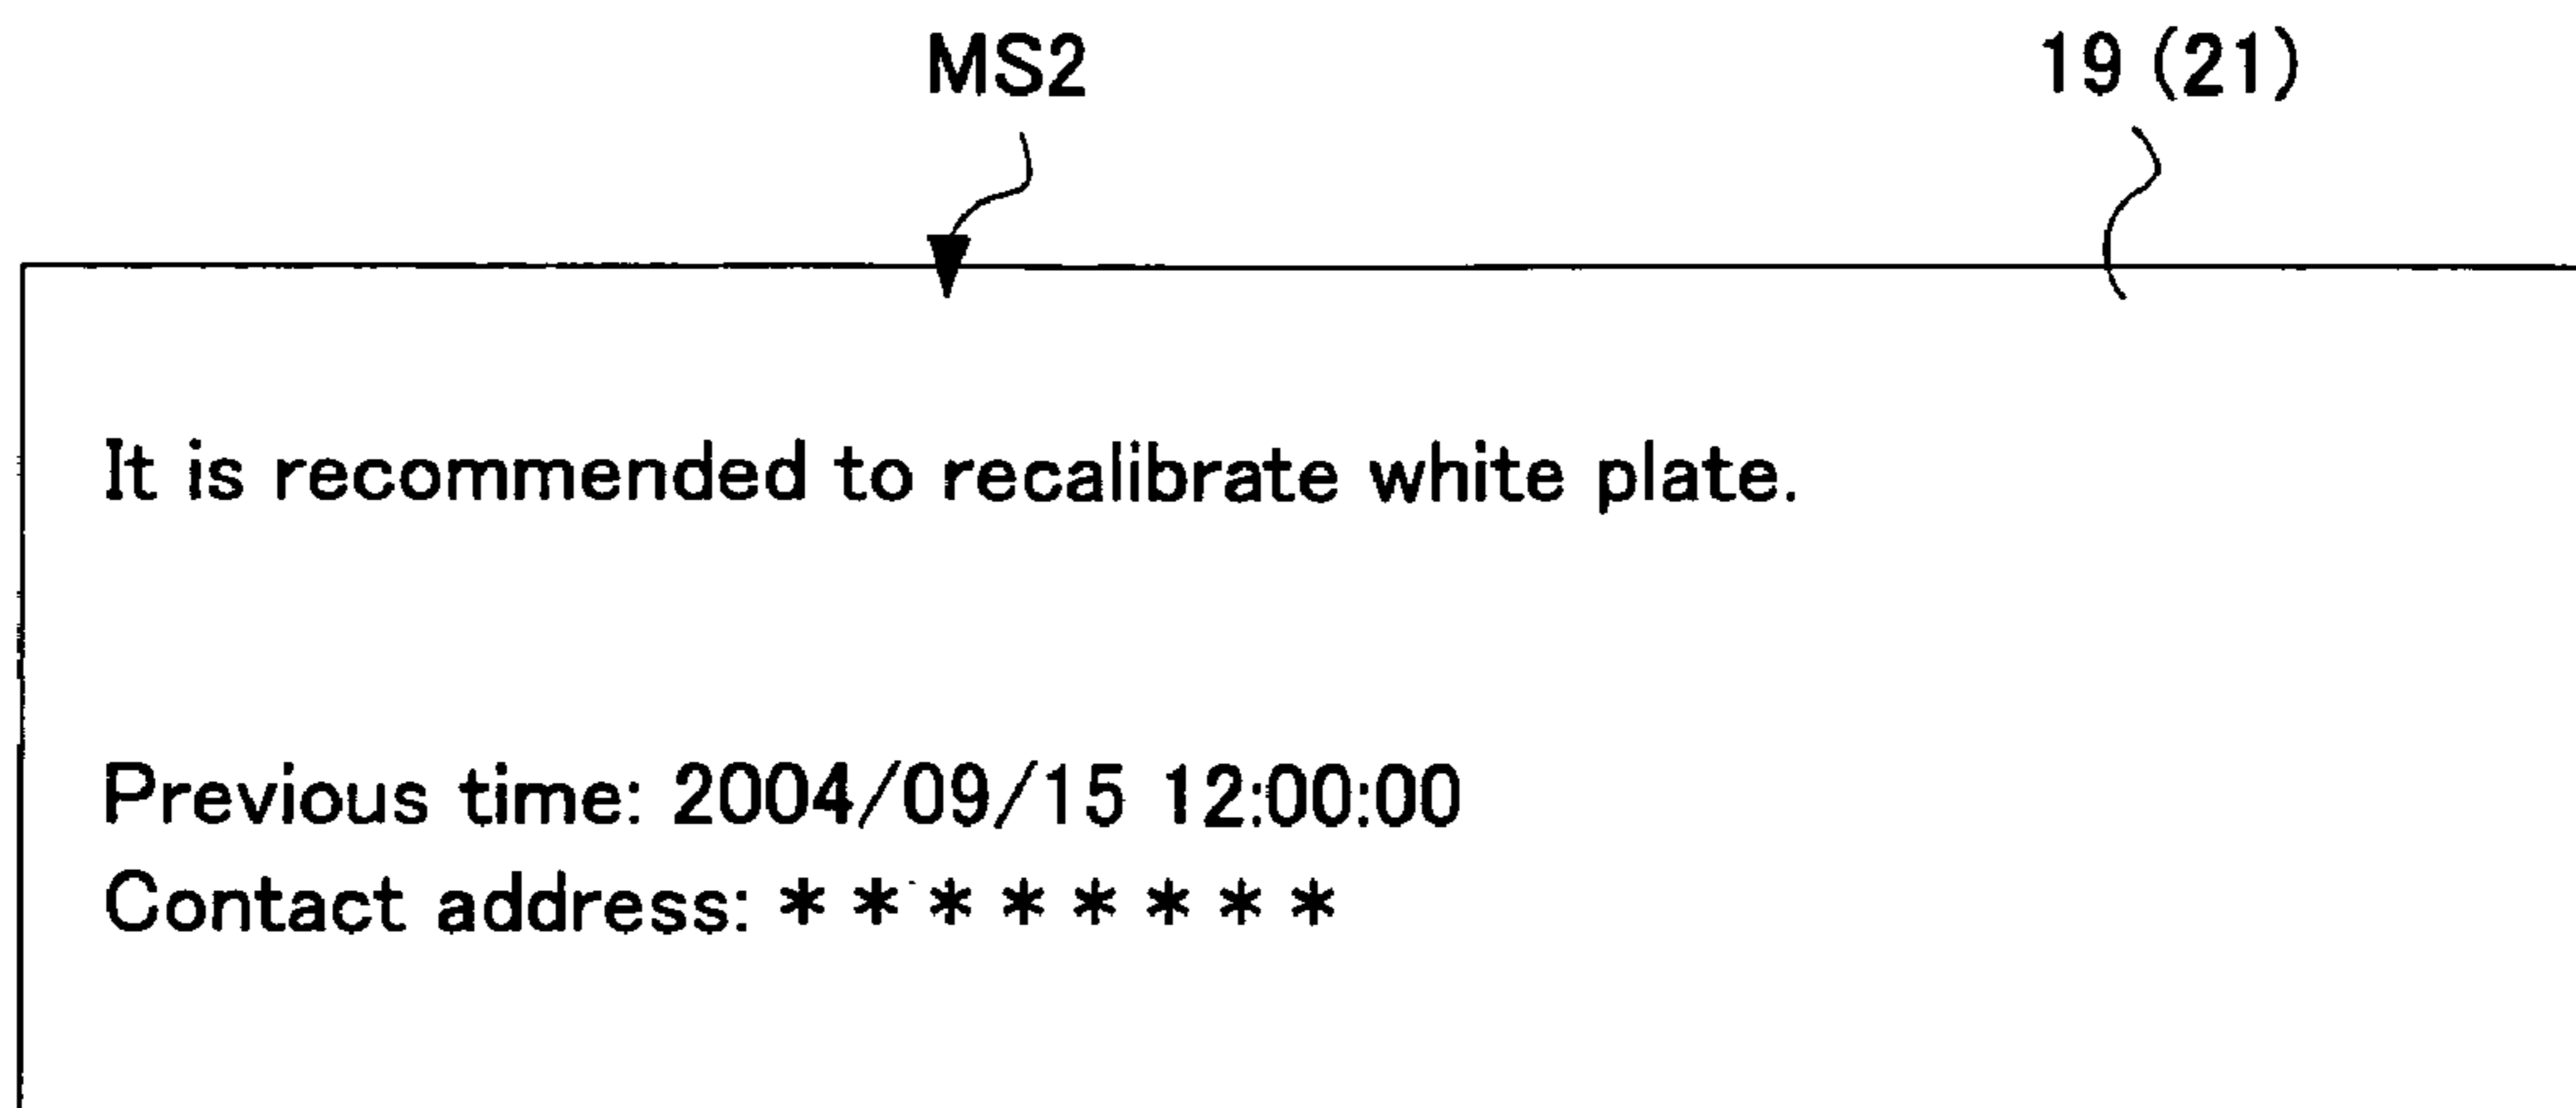 MS2 19 (21)
It is recommended to recalibrate white plate.
Previous time: 2004/09/15 12:00:00
Contact address: * * * * * * * *